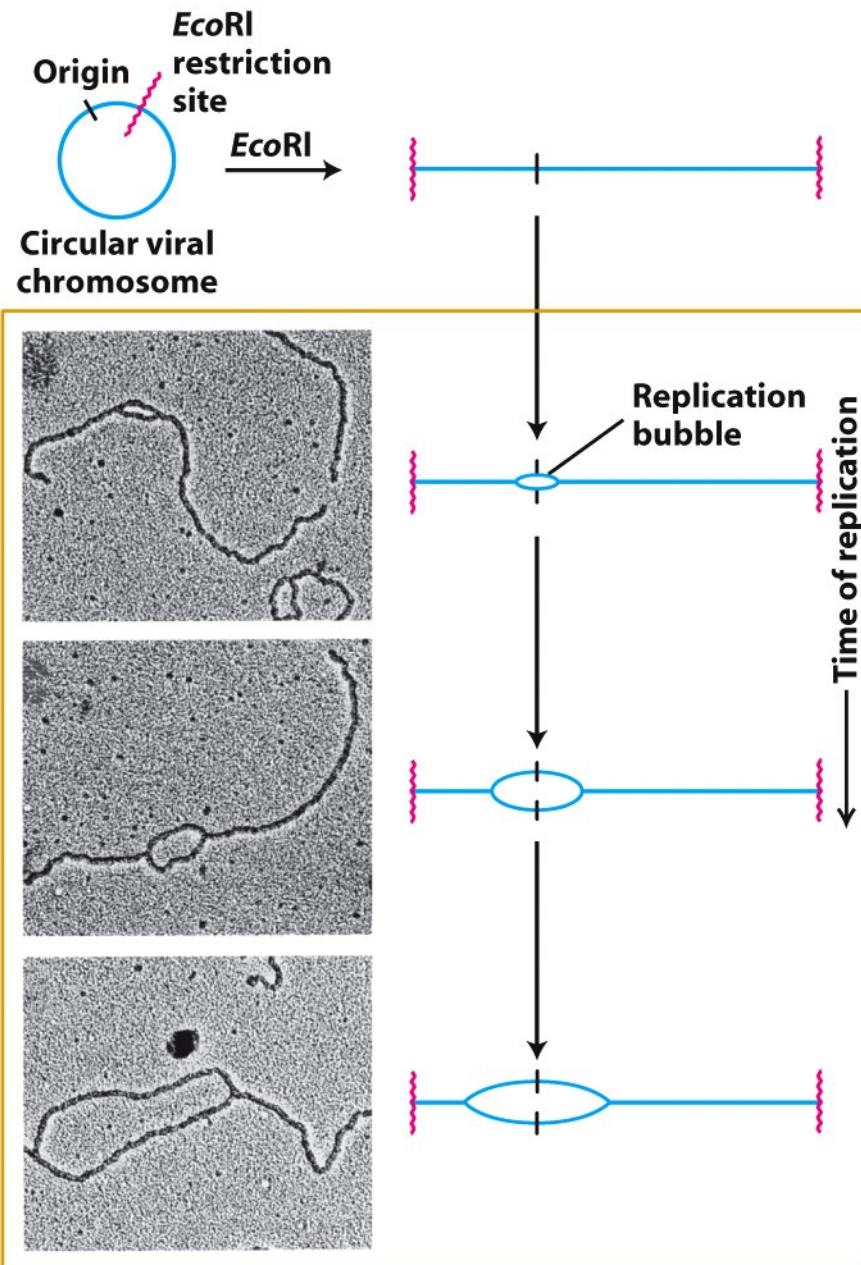 EcoRI
restriction
site
Origin
EcoRI
Circular viral
chromosome
Replication
bubble
Time of replication